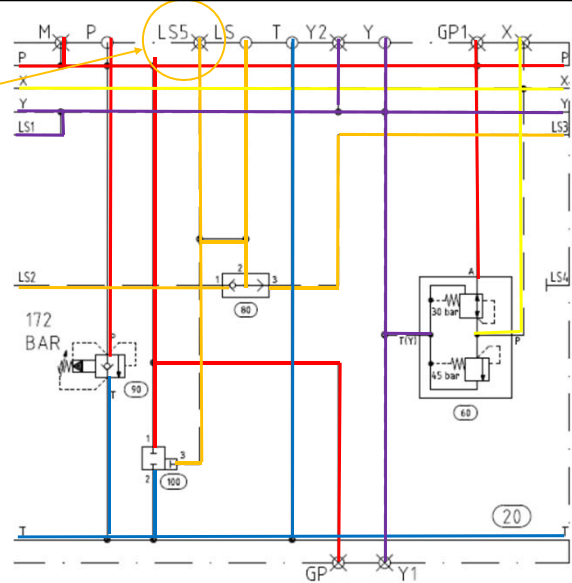 M P LS5 LS T Y2 Y GP1 X
P P
X X
Y Y
LS1 LS3
2
LS2 1 3 LS4
80
A
30 bar
172
BAR
T(Y) P
P
45 bar
T
90
60
1
3
2
100
20
T T
GP Y1